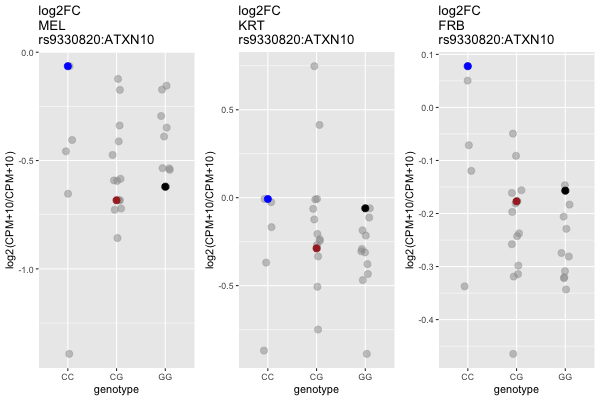 log2FC
MEL
rs9330820:ATXN10
0.0
-0.5
-1.0
log2(CPM+10/CPM+10)
CC
CG
GG
genotype
log2FC
KRT
rs9330820:ATXN10
0.5
0.0
-0.5
log2(CPM+10/CPM+10)
CC
CG
GG
genotype
log2FC
FRB
rs9330820:ATXN10
0.1
0.0
-0.1
-0.2
-0.3
-0.4
log2(CPM+10/CPM+10)
CC
CG
GG
genotype